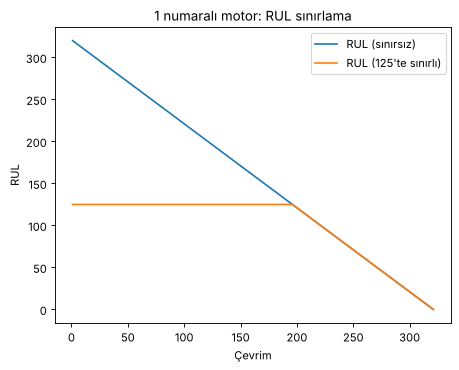 1 numaralı motor: RUL sınırlama
RUL (sınırsız)
RUL (125'te sınırlı)
RUL
300
250
200
150
100
50
0
0 50 100 150 200 250 300
Çevrim